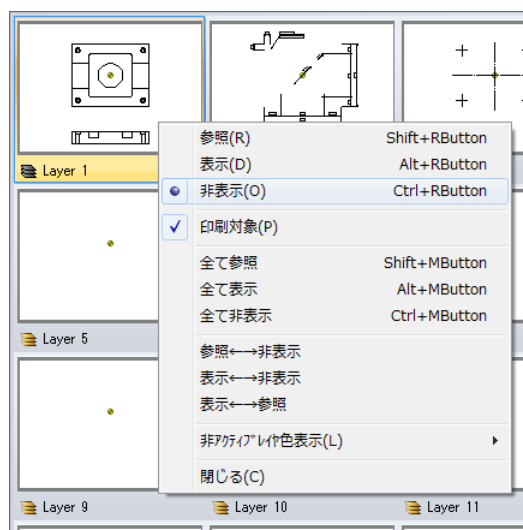 Layer 1
参照(R) Shift+RButton
表示(D) Alt+RButton
非表示(O) Ctrl+RButton
印刷対象(P)
全て参照 Shift+MButton
全て表示 Alt+MButton
全て非表示 Ctrl+MButton
参照←→非表示
表示←→非表示
表示←→参照
非ｱｸﾃｨﾌﾞﾚｲﾔ色表示(L)
閉じる(C)
Layer 5
Layer 9
Layer 10
Layer 11